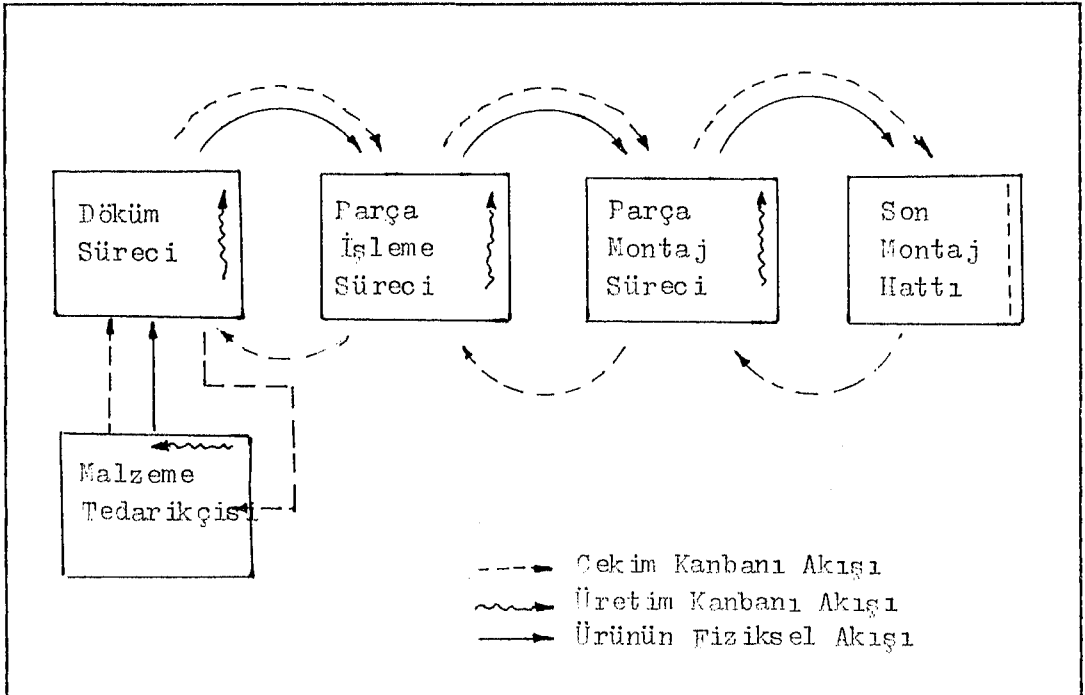 Döküm
Süreci
Parça
İşleme
Süreci
Parça
Montaj
Süreci
Son
Montaj
Hattı
Malzeme
Tedarikçisi
Çekim Kanbanı Akışı
Üretim Kanbanı Akışı
Ürünün Fiziksel Akışı